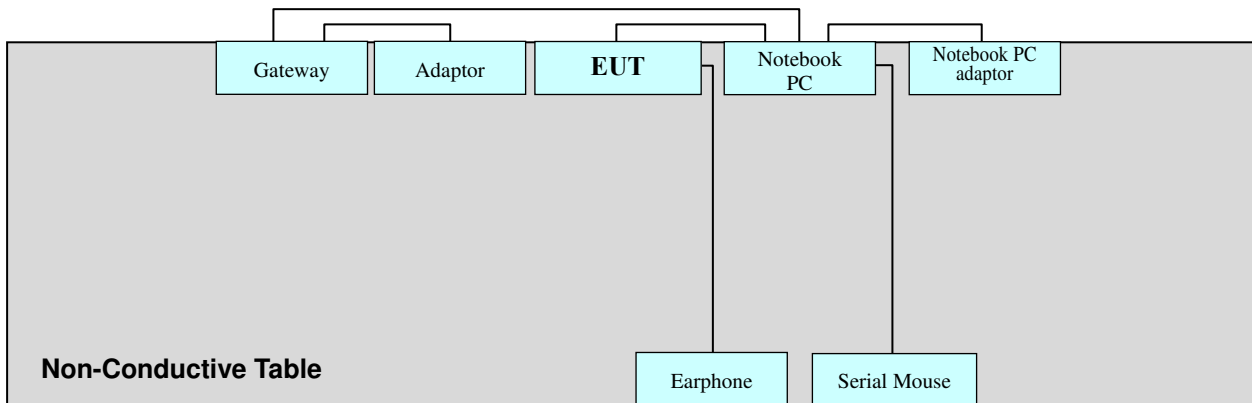 Gateway
Adaptor
EUT
Notebook
PC
Notebook PC
adaptor
Non-Conductive Table
Earphone
Serial Mouse